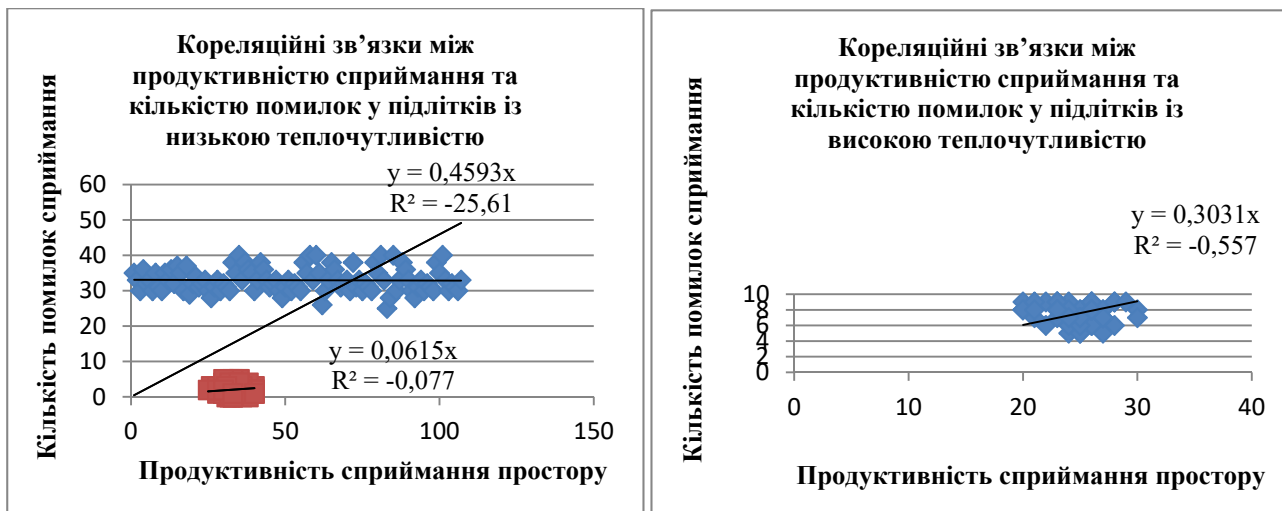 Кореляційні зв’язки між
продуктивністю сприймання та
кількістю помилок у підлітків із
низькою теплочутливістю
Кількість помилок сприймання
60
50
40
30
20
10
0
y = 0,4593x
R² = -25,61
y = 0,0615x
R² = -0,077
0
50
100
150
Продуктивність сприймання простору
Кореляційні зв’язки між
продуктивністю сприймання та
кількістю помилок у підлітків із
високою теплочутливістю
Кількість помилок сприймання
10
8
6
4
2
0
y = 0,3031x
R² = -0,557
0
10
20
30
40
Продуктивність сприймання простору